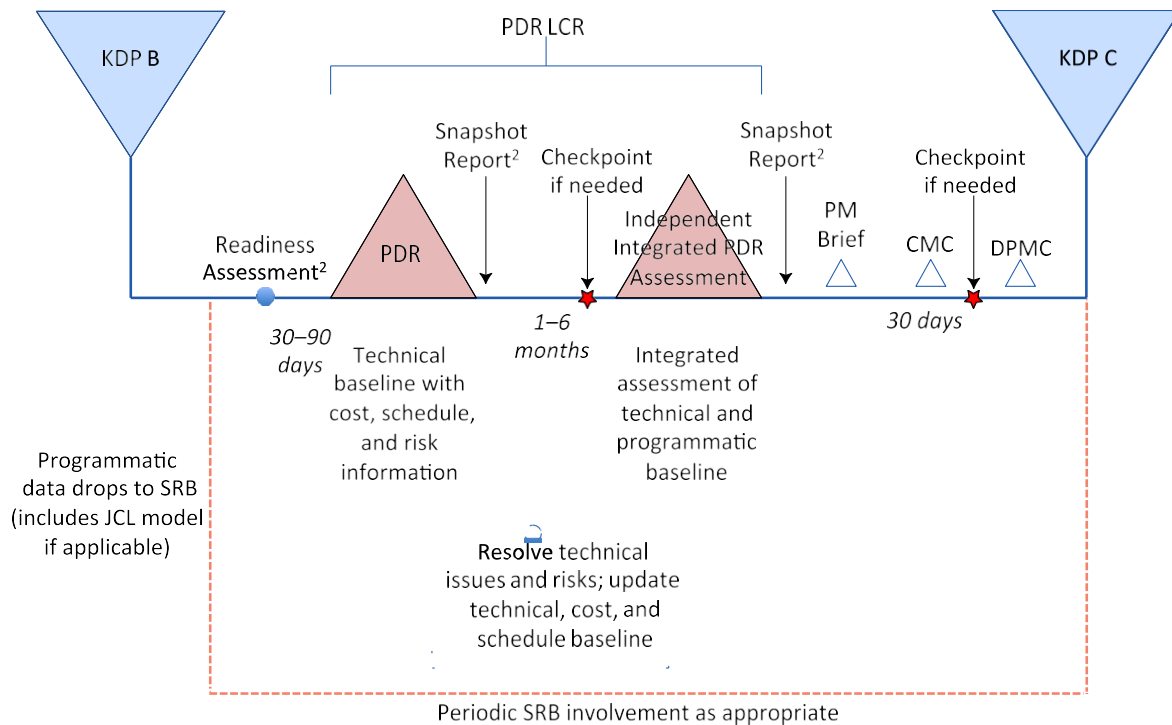 PDR LCR
KDP B
KDP C
Snapshot
Report²
Checkpoint
if needed
Snapshot
Report²
Checkpoint
if needed
Readiness
Assessment²
PDR
Independent
Integrated PDR
Assessment
PM
Brief
CMC
DPMC
30–90
days
1–6
months
30 days
Technical
baseline with
cost, schedule,
and risk
information
Integrated
assessment of
technical and
programmatic
baseline
Programmatic
data drops to SRB
(includes JCL model
if applicable)
Resolve technical
issues and risks; update
technical, cost, and
schedule baseline
Periodic SRB involvement as appropriate